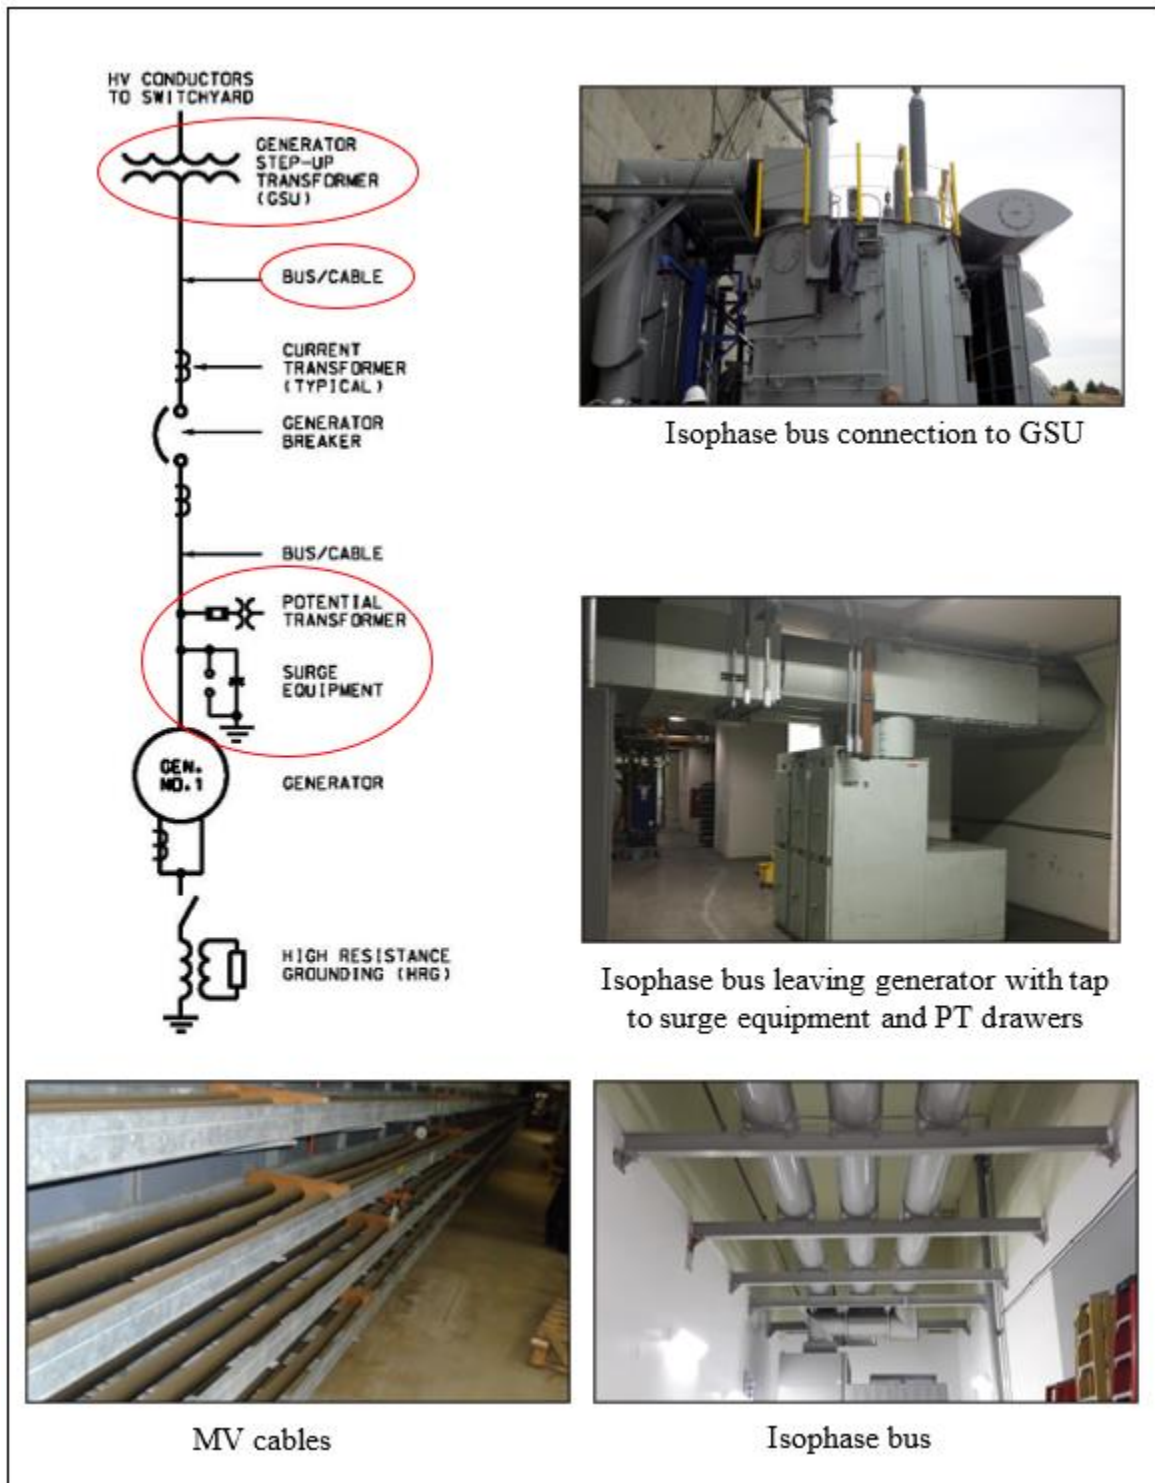 HV CONDUCTORS
TO SWITCHYARD
GENERATOR
STEP-UP
TRANSFORMER
(GSU)
BUS/CABLE
CURRENT
TRANSFORMER
(TYPICAL)
GENERATOR
BREAKER
BUS/CABLE
POTENTIAL
TRANSFORMER
SURGE
EQUIPMENT
GEN.
NO.1
GENERATOR
HIGH RESISTANCE
GROUNDING (HRG)
Isophase bus connection to GSU
Isophase bus leaving generator with tap
to surge equipment and PT drawers
MV cables
Isophase bus